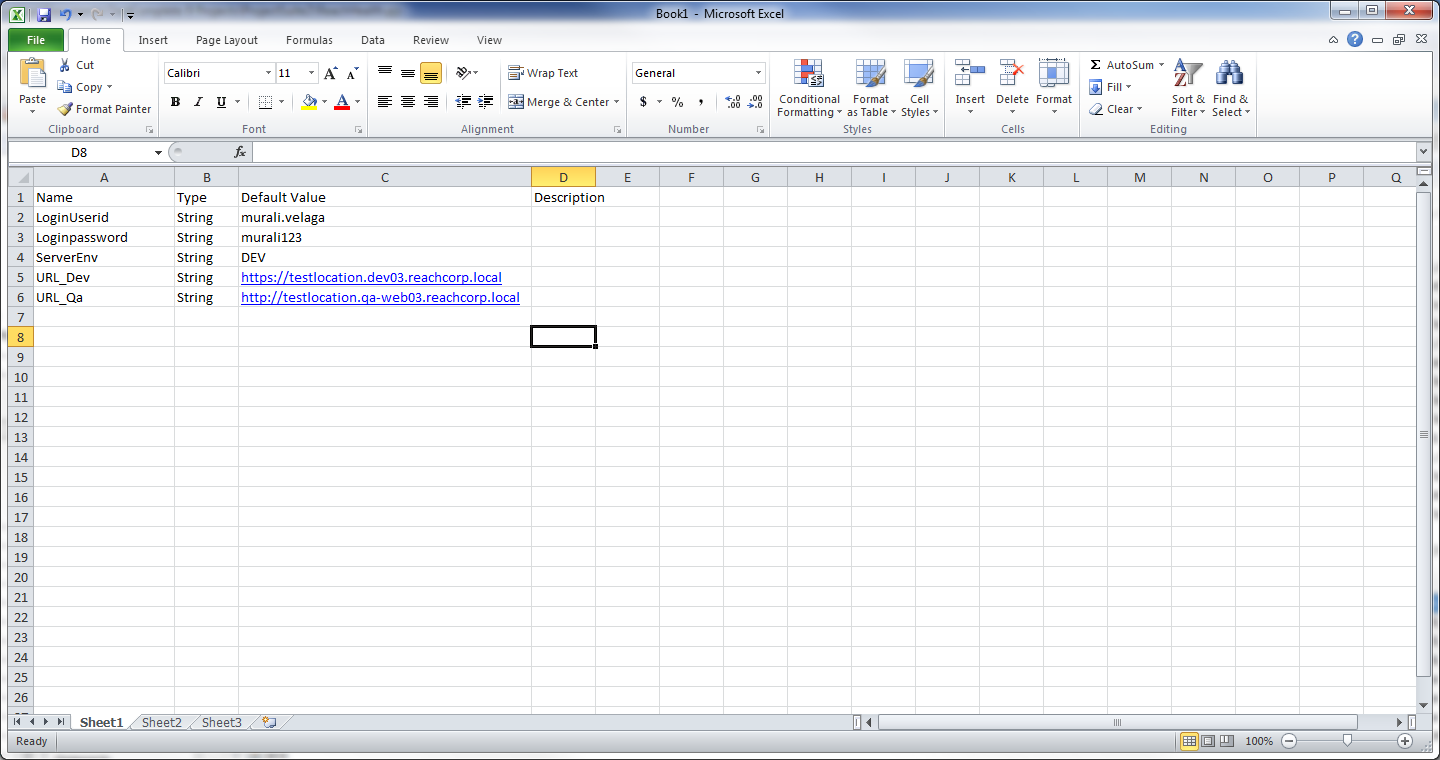 Book1 - Microsoft Excel
File Home Insert Page Layout Formulas Data Review View
Paste
Cut
Copy
Format Painter
Clipboard
Calibri 11
B I U
Font
Wrap Text
Merge & Center
Alignment
General
$ % ,
Number
Conditional Formatting
Format as Table
Cell Styles
Styles
Insert Delete Format
Cells
AutoSum
Fill
Clear
Sort & Filter
Find & Select
Editing
D8 fx
A B C D E F G H I J K L M N O P Q
1 Name Type Default Value Description
2 LoginUserid String murali.velaga
3 Loginpassword String murali123
4 ServerEnv String DEV
5 URL_Dev String https://testlocation.dev03.reachcorp.local
6 URL_Qa String http://testlocation.qa-web03.reachcorp.local
7
8
9
10
11
12
13
14
15
16
17
18
19
20
21
22
23
24
25
26
Sheet1 Sheet2 Sheet3
Ready 100%